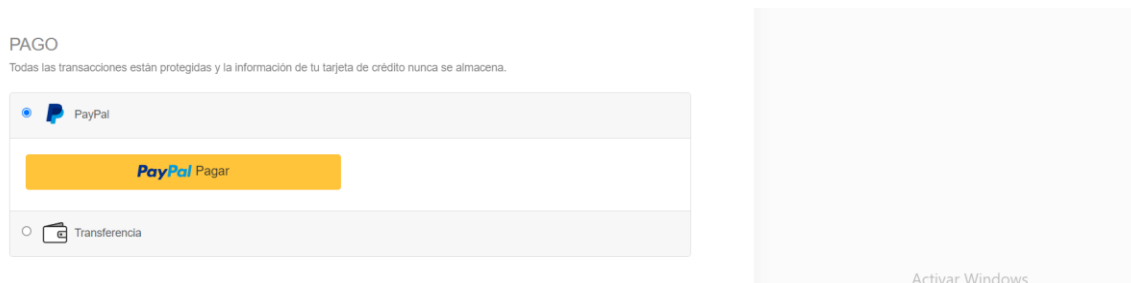 PAGO
Todas las transacciones están protegidas y la información de tu tarjeta de crédito nunca se almacena.
PayPal
PayPal Pagar
Transferencia
Activar Windows